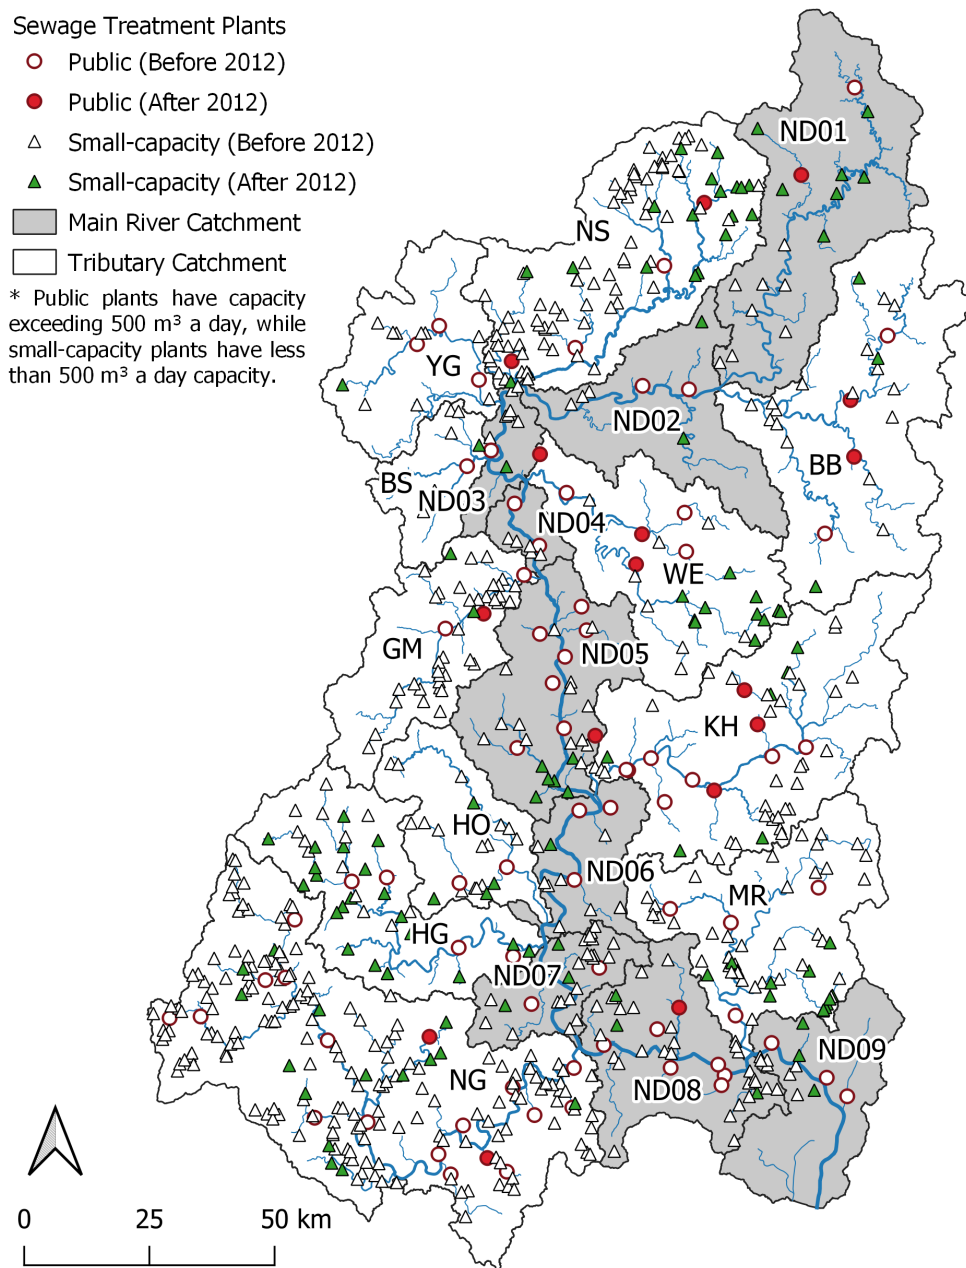 Sewage Treatment Plants
Public (Before 2012)
Public (After 2012)
Small-capacity (Before 2012)
Small-capacity (After 2012)
Main River Catchment
Tributary Catchment
* Public plants have capacity
exceeding 500 m³ a day, while
small-capacity plants have less
than 500 m³ a day capacity.
ND01
NS
YG
ND02
BB
BS
ND03
ND04
WE
GM
ND05
KH
HO
ND06
MR
HG
ND07
ND09
NG
ND08
0 25 50 km